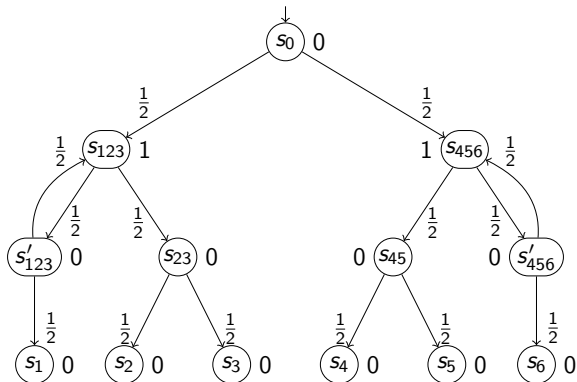 s0 0
1/2 1/2
1/2 s123 1 1 s456 1/2
1/2 1/2 1/2 1/2
s'123 0 s23 0 0 s45 0 s'456
1/2 1/2 1/2 1/2 1/2 1/2
s1 0 s2 0 s3 0 s4 0 s5 0 s6 0